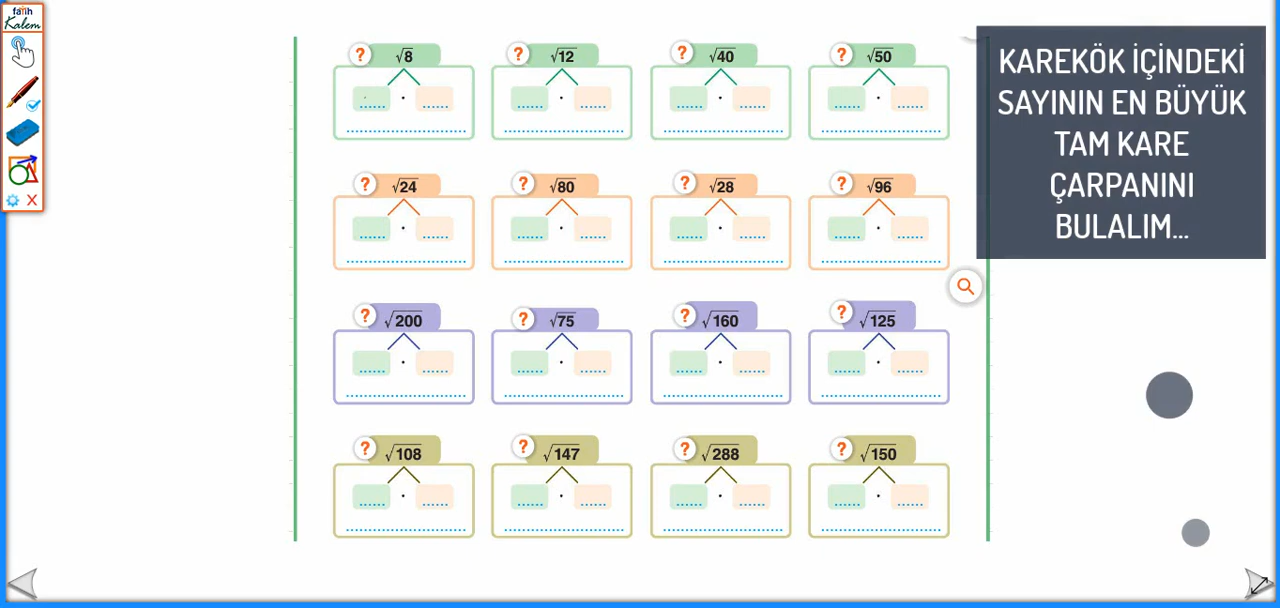 fatih
Kalem
KAREKÖK İÇİNDEKİ
SAYININ EN BÜYÜK
TAM KARE
ÇARPANINI
BULALIM...
? √8 ? √12 ? √40 ? √50
...... · ...... ...... · ...... ...... · ...... ...... · ......
? √24 ? √80 ? √28 ? √96
...... · ...... ...... · ...... ...... · ...... ...... · ......
? √200 ? √75 ? √160 ? √125
...... · ...... ...... · ...... ...... · ...... ...... · ......
? √108 ? √147 ? √288 ? √150
...... · ...... ...... · ...... ...... · ...... ...... · ......